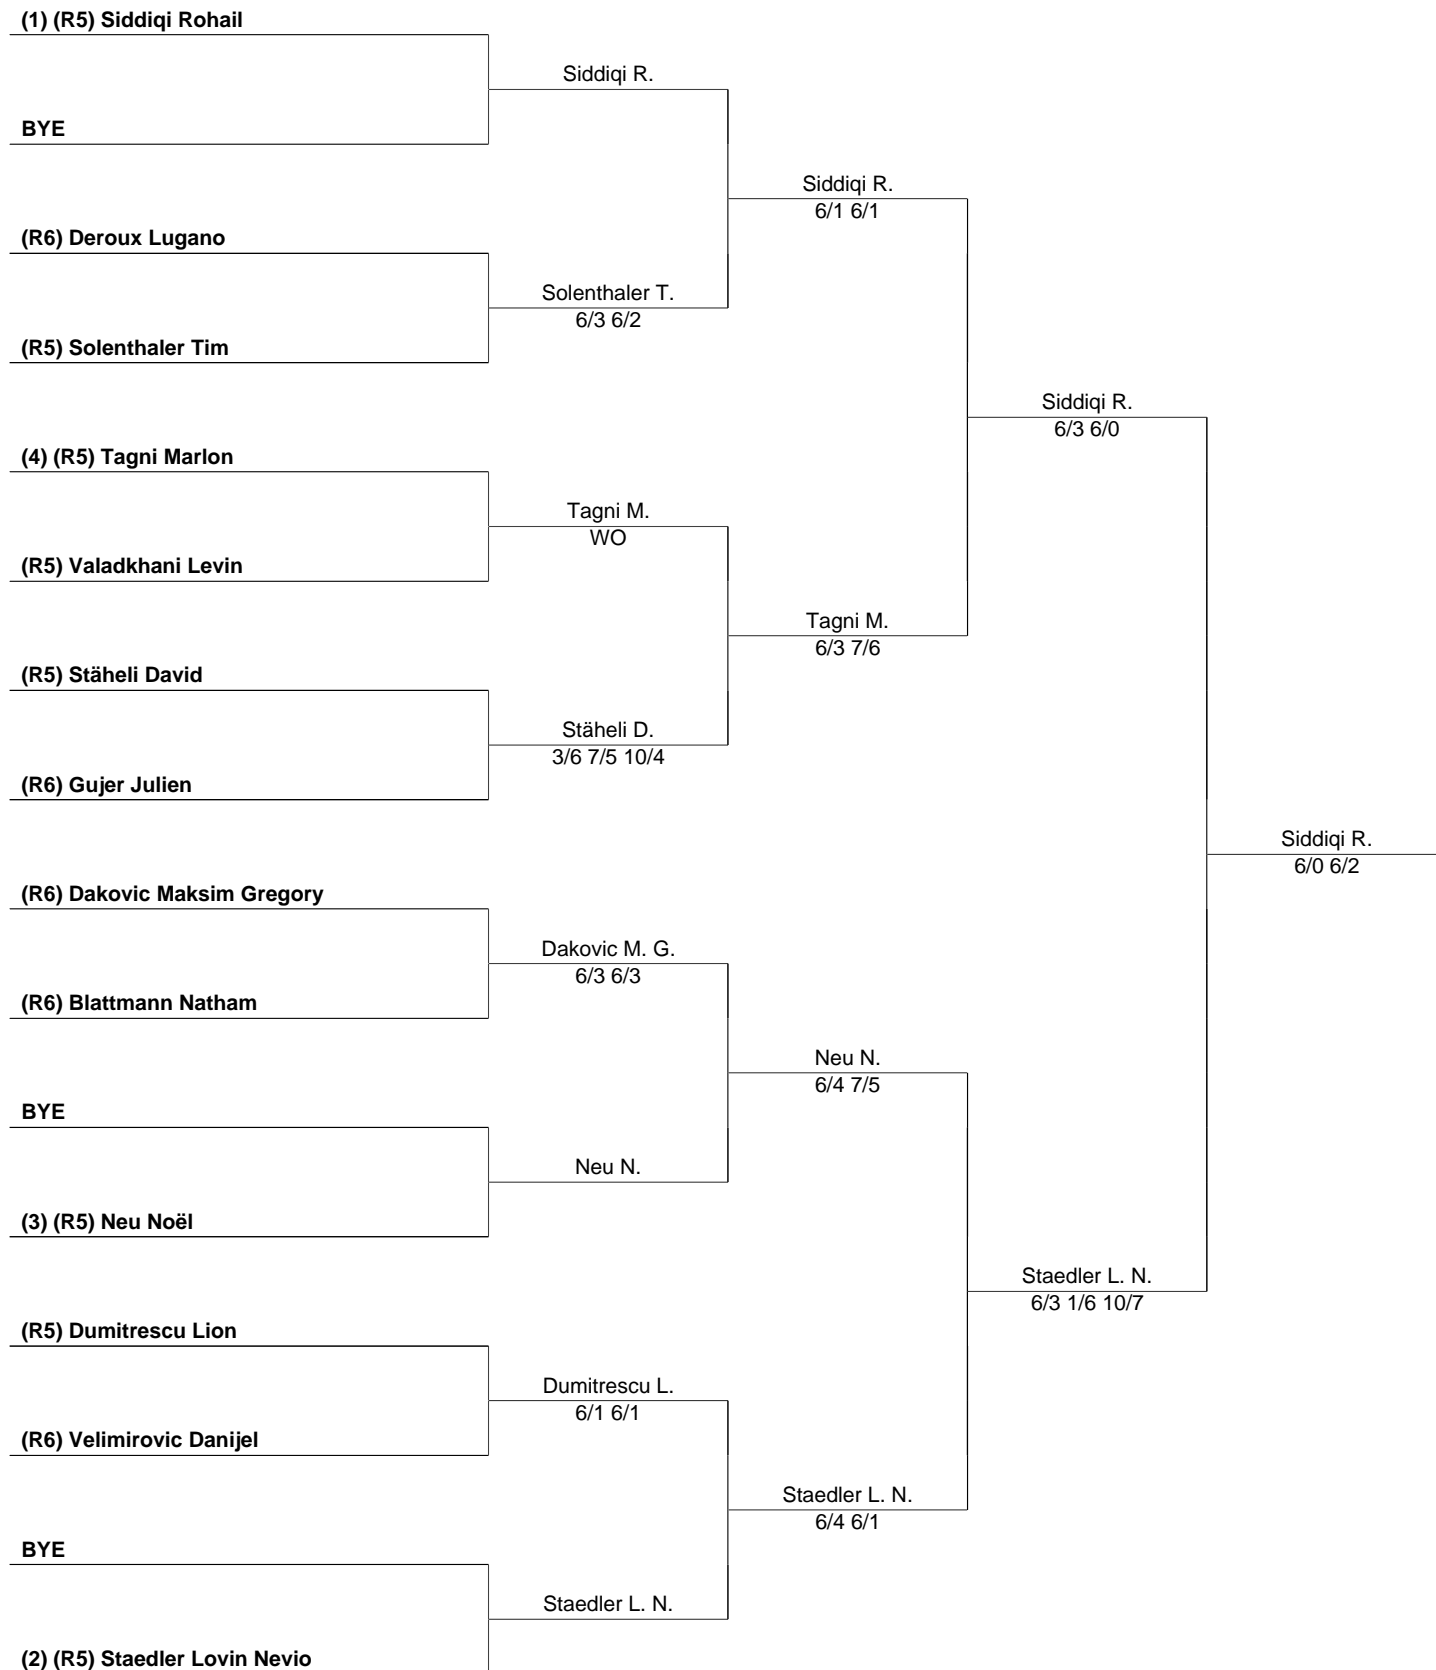 (1) (R5) Siddiqi Rohail
Siddiqi R.
BYE
Siddiqi R.
6/1 6/1
(R6) Deroux Lugano
Solenthaler T.
6/3 6/2
(R5) Solenthaler Tim
Siddiqi R.
6/3 6/0
(4) (R5) Tagni Marlon
Tagni M.
WO
(R5) Valadkhani Levin
Tagni M.
6/3 7/6
(R5) Stäheli David
Stäheli D.
3/6 7/5 10/4
(R6) Gujer Julien
Siddiqi R.
6/0 6/2
(R6) Dakovic Maksim Gregory
Dakovic M. G.
6/3 6/3
(R6) Blattmann Natham
Neu N.
6/4 7/5
BYE
Neu N.
(3) (R5) Neu Noël
Staedler L. N.
6/3 1/6 10/7
(R5) Dumitrescu Lion
Dumitrescu L.
6/1 6/1
(R6) Velimirovic Danijel
Staedler L. N.
6/4 6/1
BYE
Staedler L. N.
(2) (R5) Staedler Lovin Nevio